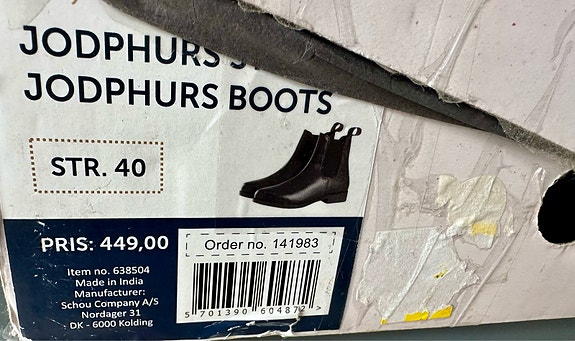 JODPHURS
JODPHURS BOOTS
STR. 40
PRIS: 449,00
Order no. 141983
Item no. 638504
Made in India
Manufacturer:
Schou Company A/S
Nordager 31
DK - 6000 Kolding
5 701390 604872 >